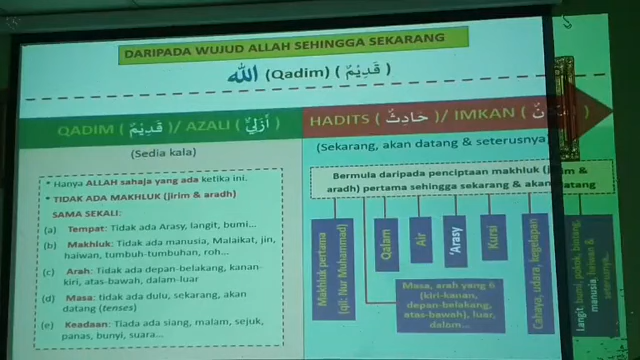 DARIPADA WUJUD ALLAH SEHINGGA SEKARANG
الله (Qadim) ( قَدِيْمٌ )
QADIM ( قَدِيْمٌ )/ AZALI ( أَزَلِيْ )
(Sedia kala)
* Hanya ALLAH sahaja yang ada ketika ini.
* TIDAK ADA MAKHLUK (jirim & aradh)
SAMA SEKALI:
(a) Tempat: Tidak ada Arasy, langit, bumi...
(b) Makhluk: Tidak ada manusia, Malaikat, jin,
haiwan, tumbuh-tumbuhan, roh...
(c) Arah: Tidak ada depan-belakang, kanan-
kiri, atas-bawah, dalam-luar
(d) Masa: tidak ada dulu, sekarang, akan
datang (tenses)
(e) Keadaan: Tiada ada siang, malam, sejuk,
panas, bunyi, suara...
HADITS ( حَادِثٌ )/ IMKAN (
(Sekarang, akan datang & seterusnya)
Bermula daripada penciptaan makhluk (jirim &
aradh) pertama sehingga sekarang & akan datang
Makhluk pertama
(qil: Nur Muhammad)
Qalam
Air
'Arasy
Kursi
Cahaya, udara, kegelapan
Langit, bumi, pokok, bintang,
manusia, haiwan &
seterusnya..
Masa, arah yang 6
(kiri-kanan,
depan-belakang,
atas-bawah), luar,
dalam...